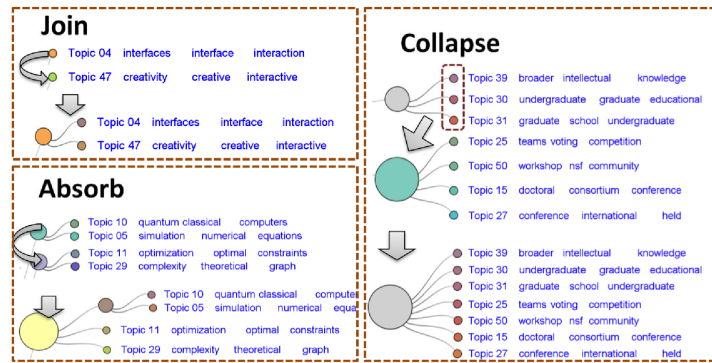 Join
Topic 04 interfaces interface interaction
Topic 47 creativity creative interactive
Topic 04 interfaces interface interaction
Topic 47 creativity creative interactive
Absorb
Topic 10 quantum classical computers
Topic 05 simulation numerical equations
Topic 11 optimization optimal constraints
Topic 29 complexity theoretical graph
Topic 10 quantum classical compute
Topic 05 simulation numerical equa
Topic 11 optimization optimal constraints
Topic 29 complexity theoretical graph
Collapse
Topic 39 broader intellectual knowledge
Topic 30 undergraduate graduate educational
Topic 31 graduate school undergraduate
Topic 25 teams voting competition
Topic 50 workshop nsf community
Topic 15 doctoral consortium conference
Topic 27 conference international held
Topic 39 broader intellectual knowledge
Topic 30 undergraduate graduate educational
Topic 31 graduate school undergraduate
Topic 25 teams voting competition
Topic 50 workshop nsf community
Topic 15 doctoral consortium conference
Topic 27 conference international held